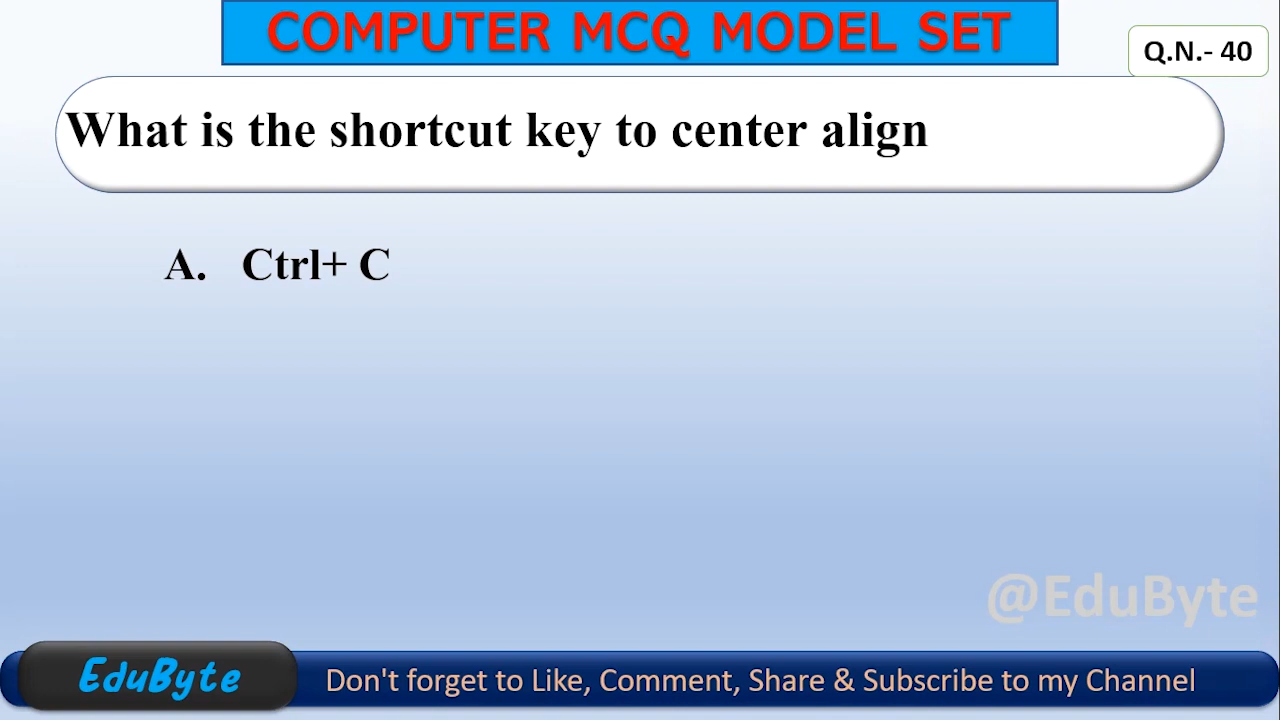 COMPUTER MCQ MODEL SET
Q.N.- 40
What is the shortcut key to center align
A. Ctrl+ C
@EduByte
EduByte
Don't forget to Like, Comment, Share & Subscribe to my Channel